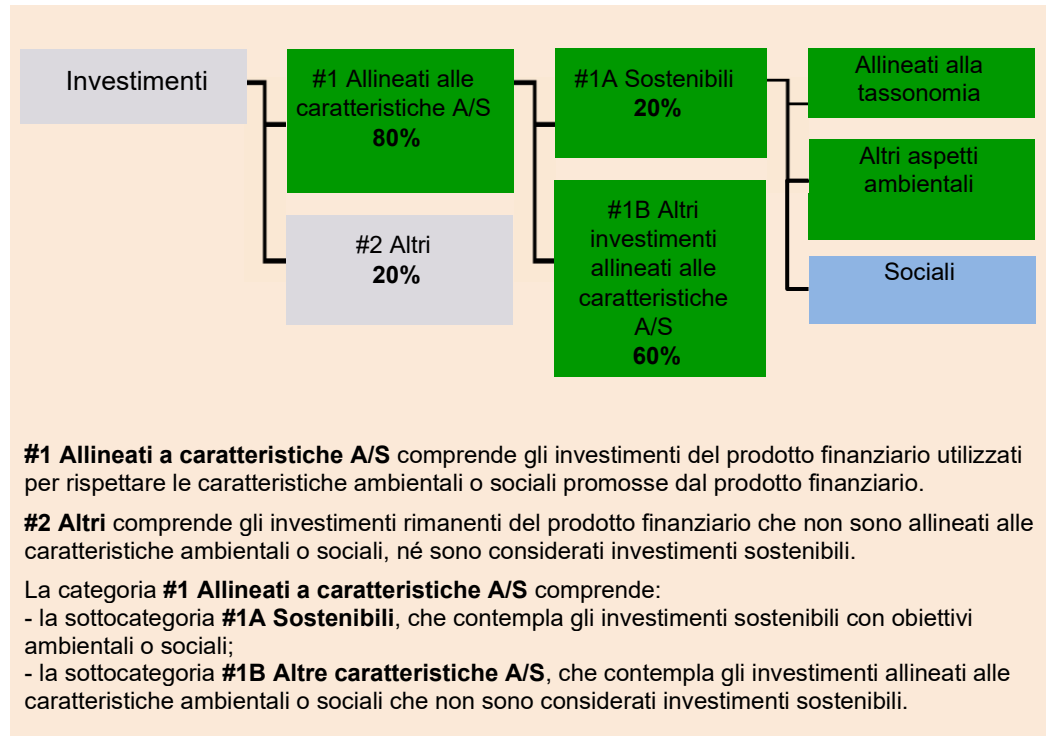 Investimenti
#1 Allineati alle
caratteristiche A/S
80%
#2 Altri
20%
#1A Sostenibili
20%
#1B Altri
investimenti
allineati alle
caratteristiche
A/S
60%
Allineati alla
tassonomia
Altri aspetti
ambientali
Sociali
#1 Allineati a caratteristiche A/S comprende gli investimenti del prodotto finanziario utilizzati
per rispettare le caratteristiche ambientali o sociali promosse dal prodotto finanziario.
#2 Altri comprende gli investimenti rimanenti del prodotto finanziario che non sono allineati alle
caratteristiche ambientali o sociali, né sono considerati investimenti sostenibili.
La categoria #1 Allineati a caratteristiche A/S comprende:
- la sottocategoria #1A Sostenibili, che contempla gli investimenti sostenibili con obiettivi
ambientali o sociali;
- la sottocategoria #1B Altre caratteristiche A/S, che contempla gli investimenti allineati alle
caratteristiche ambientali o sociali che non sono considerati investimenti sostenibili.